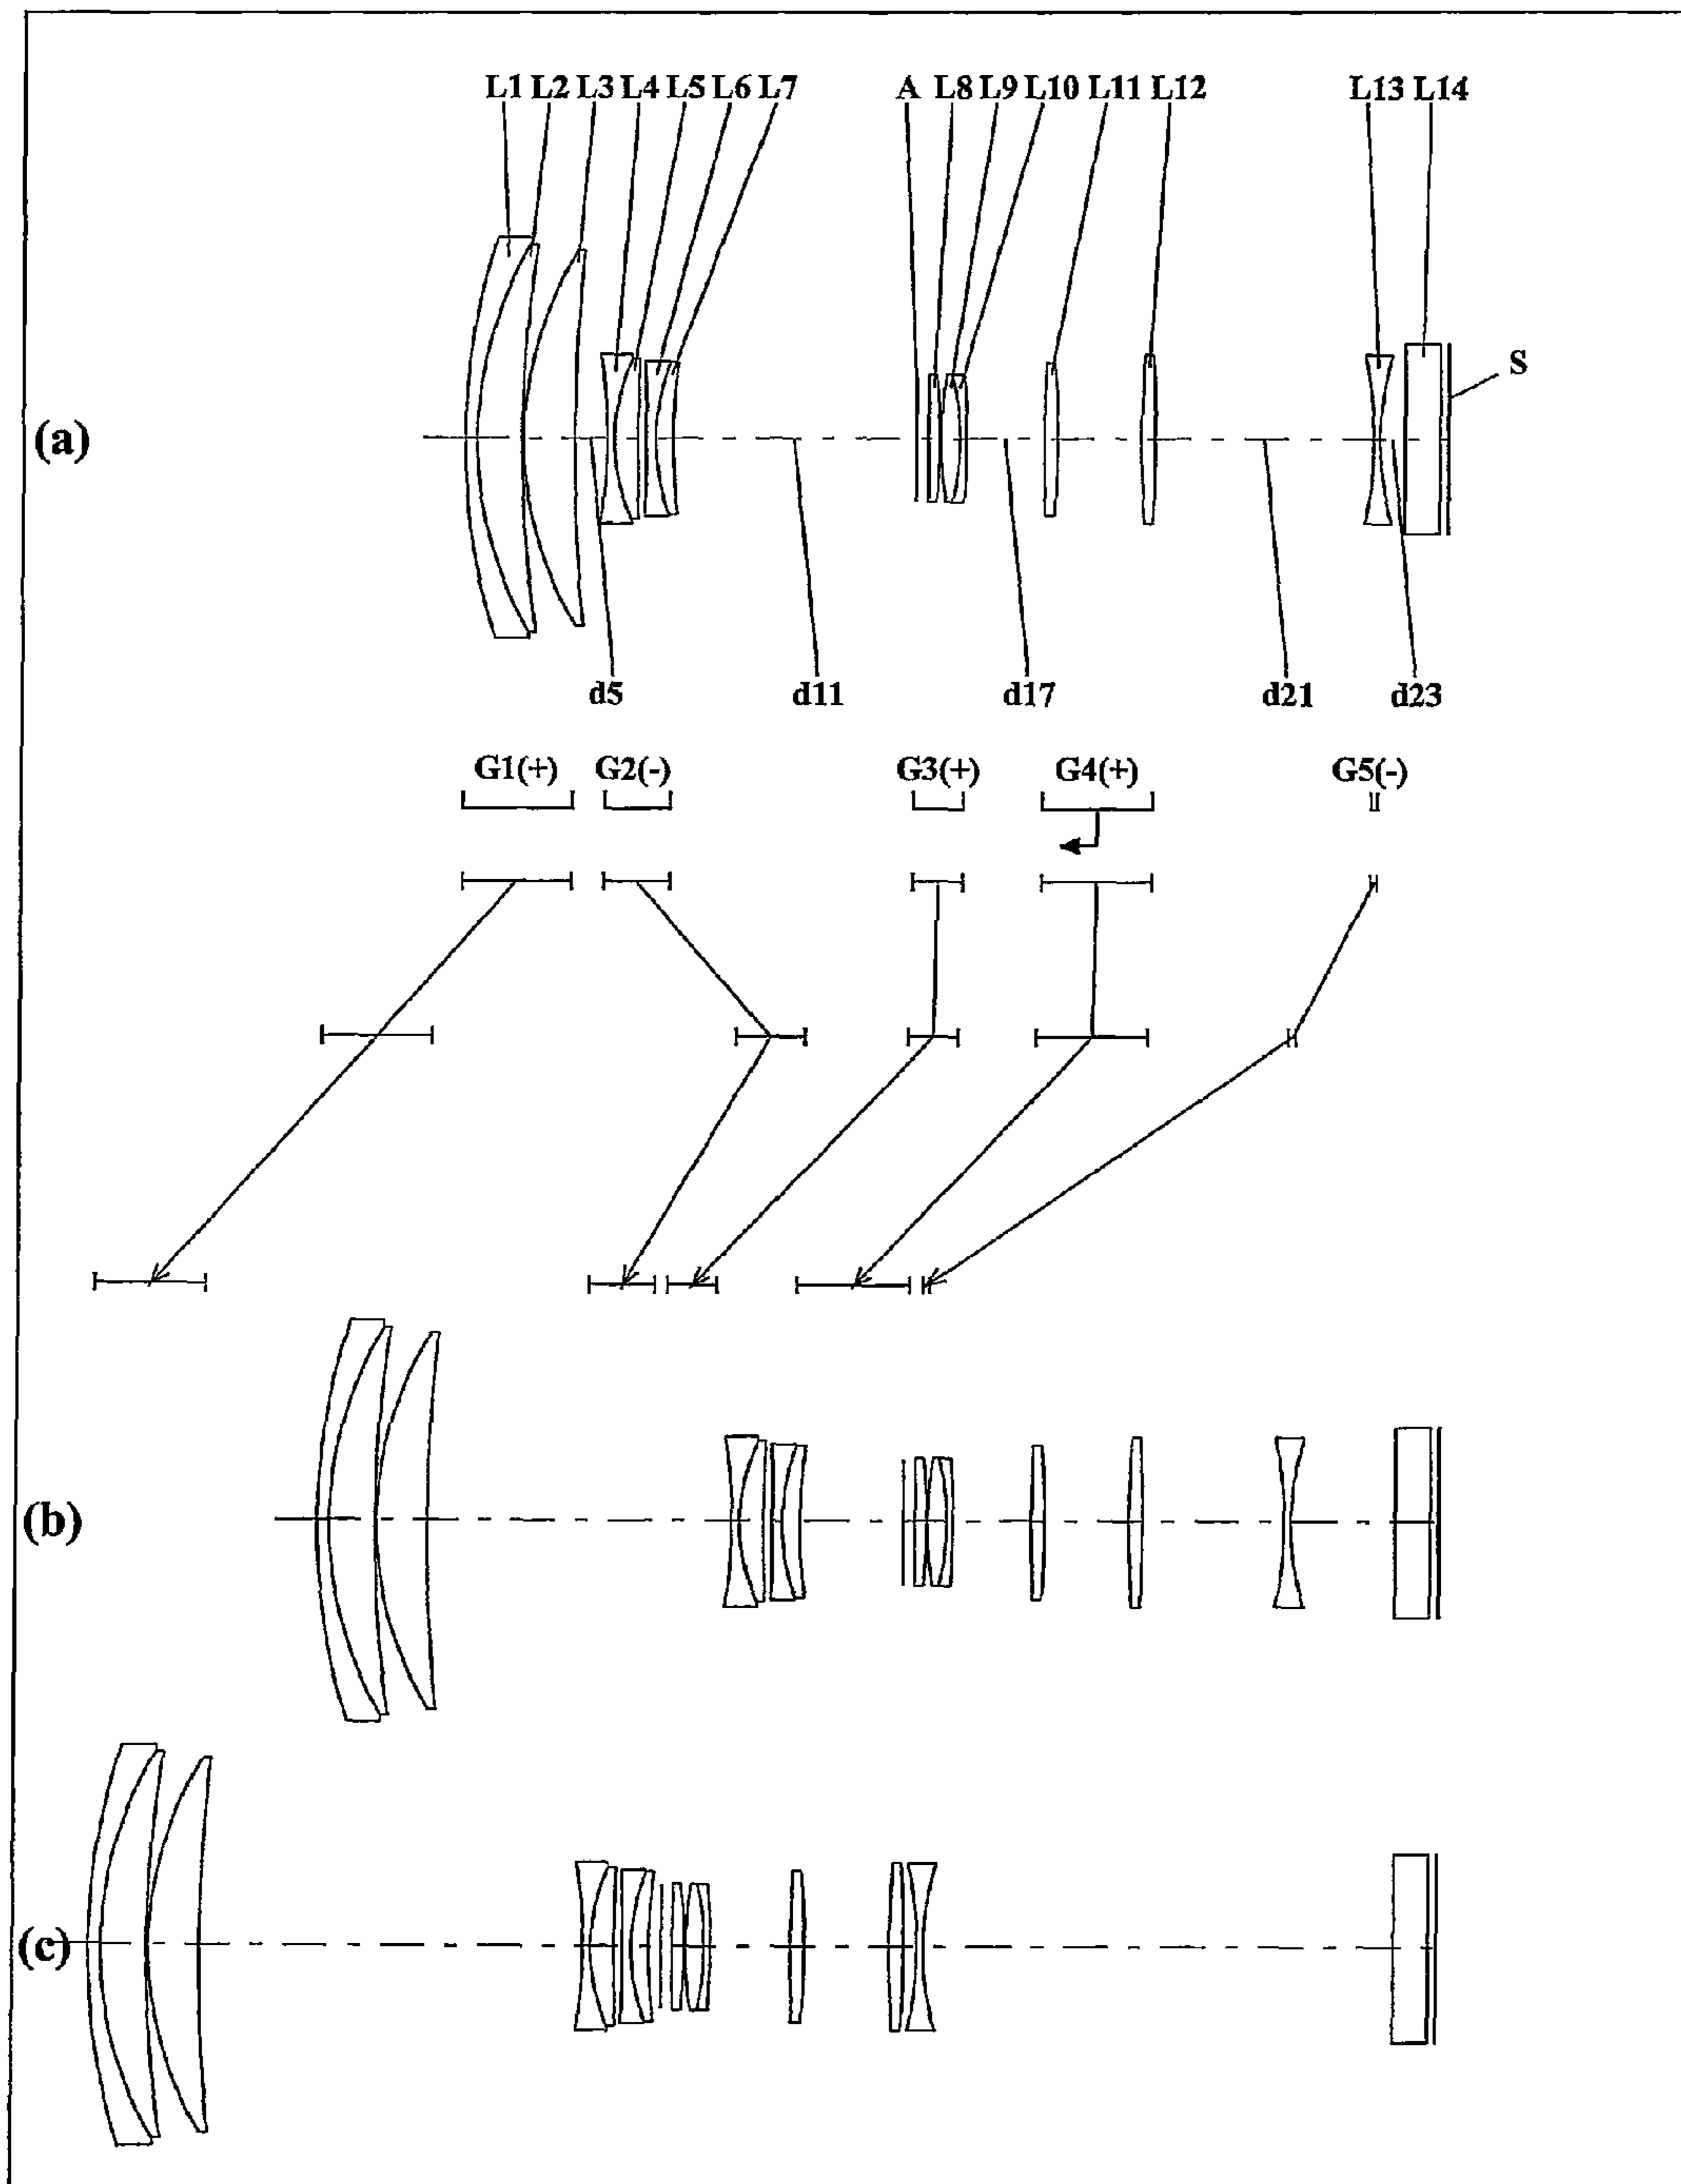 L1 L2 L3 L4 L5 L6 L7 A L8 L9 L10 L11 L12 L13 L14
S
(a)
d5 d11 d17 d21 d23
G1(+) G2(-) G3(+) G4(+) G5(-)
(b)
(c)